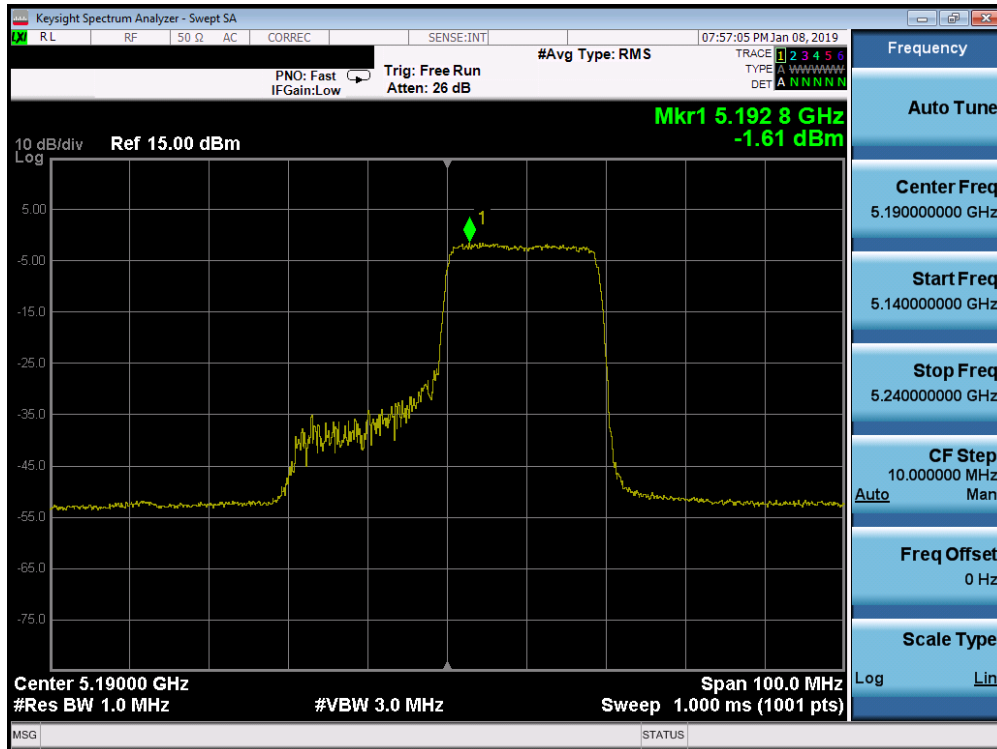 Keysight Spectrum Analyzer - Swept SA
LXI RL RF 50 Ω AC CORREC SENSE:INT 07:57:05 PM Jan 08, 2019
#Avg Type: RMS TRACE 1 2 3 4 5 6
PNO: Fast Trig: Free Run TYPE A WWWWW
IFGain:Low Atten: 26 dB DET A N N N N N
Mkr1 5.192 8 GHz
-1.61 dBm
10 dB/div Ref 15.00 dBm
Log
1
5.00
-5.00
-15.0
-25.0
-35.0
-45.0
-55.0
-65.0
-75.0
Center 5.19000 GHz Span 100.0 MHz
#Res BW 1.0 MHz #VBW 3.0 MHz Sweep 1.000 ms (1001 pts)
MSG STATUS
Frequency
Auto Tune
Center Freq
5.190000000 GHz
Start Freq
5.140000000 GHz
Stop Freq
5.240000000 GHz
CF Step
10.000000 MHz
Auto Man
Freq Offset
0 Hz
Scale Type
Log Lin